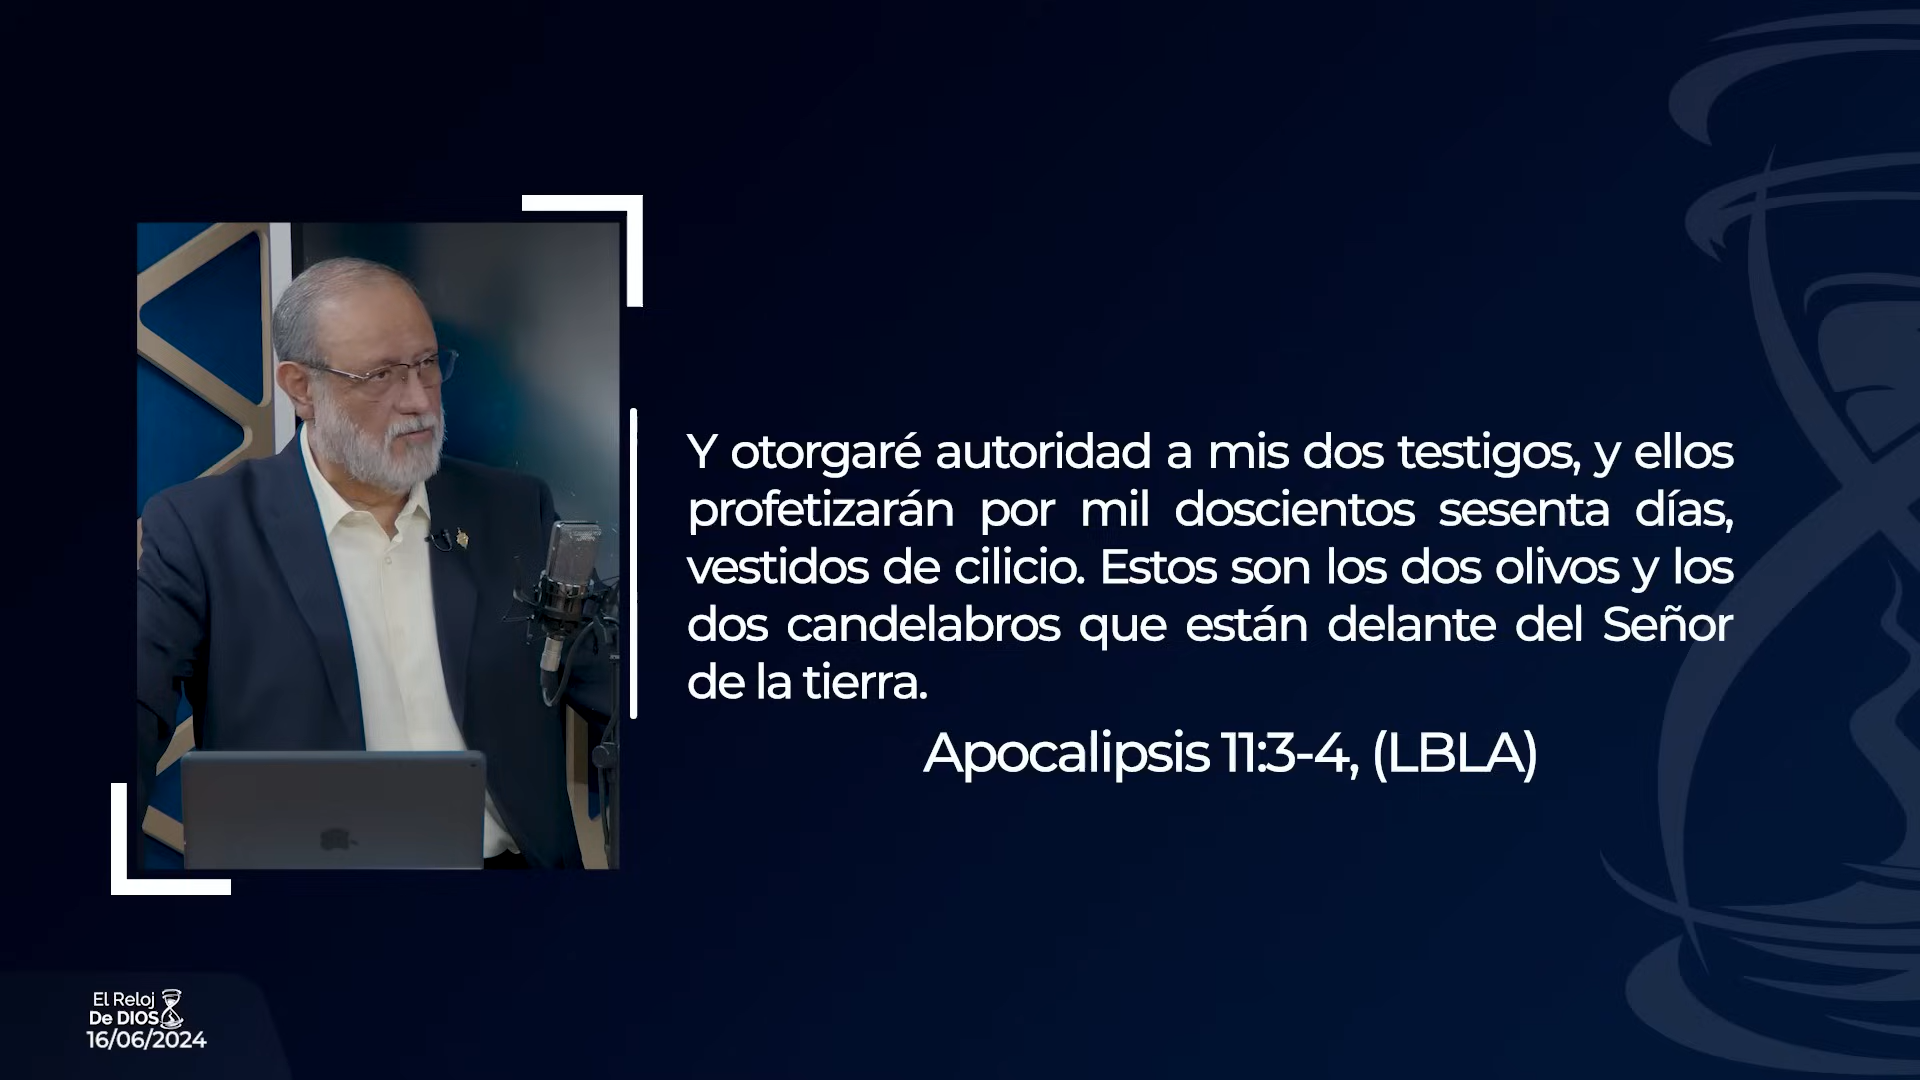 Y otorgaré autoridad a mis dos testigos, y ellos
profetizarán por mil doscientos sesenta días,
vestidos de cilicio. Estos son los dos olivos y los
dos candelabros que están delante del Señor
de la tierra.
Apocalipsis 11:3-4, (LBLA)
El Reloj
De DIOS
16/06/2024